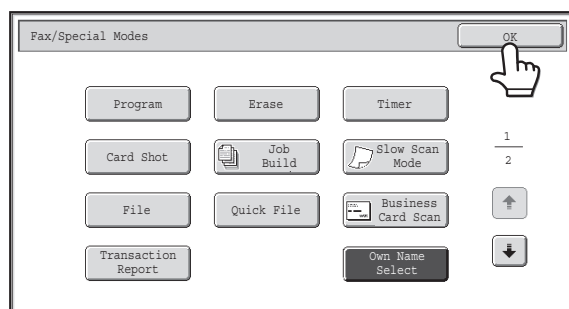 Fax/Special Modes
OK
Program
Erase
Timer
Card Shot
Job
Build
Slow Scan
Mode
1
2
File
Quick File
Business
Card Scan
Transaction
Report
Own Name
Select